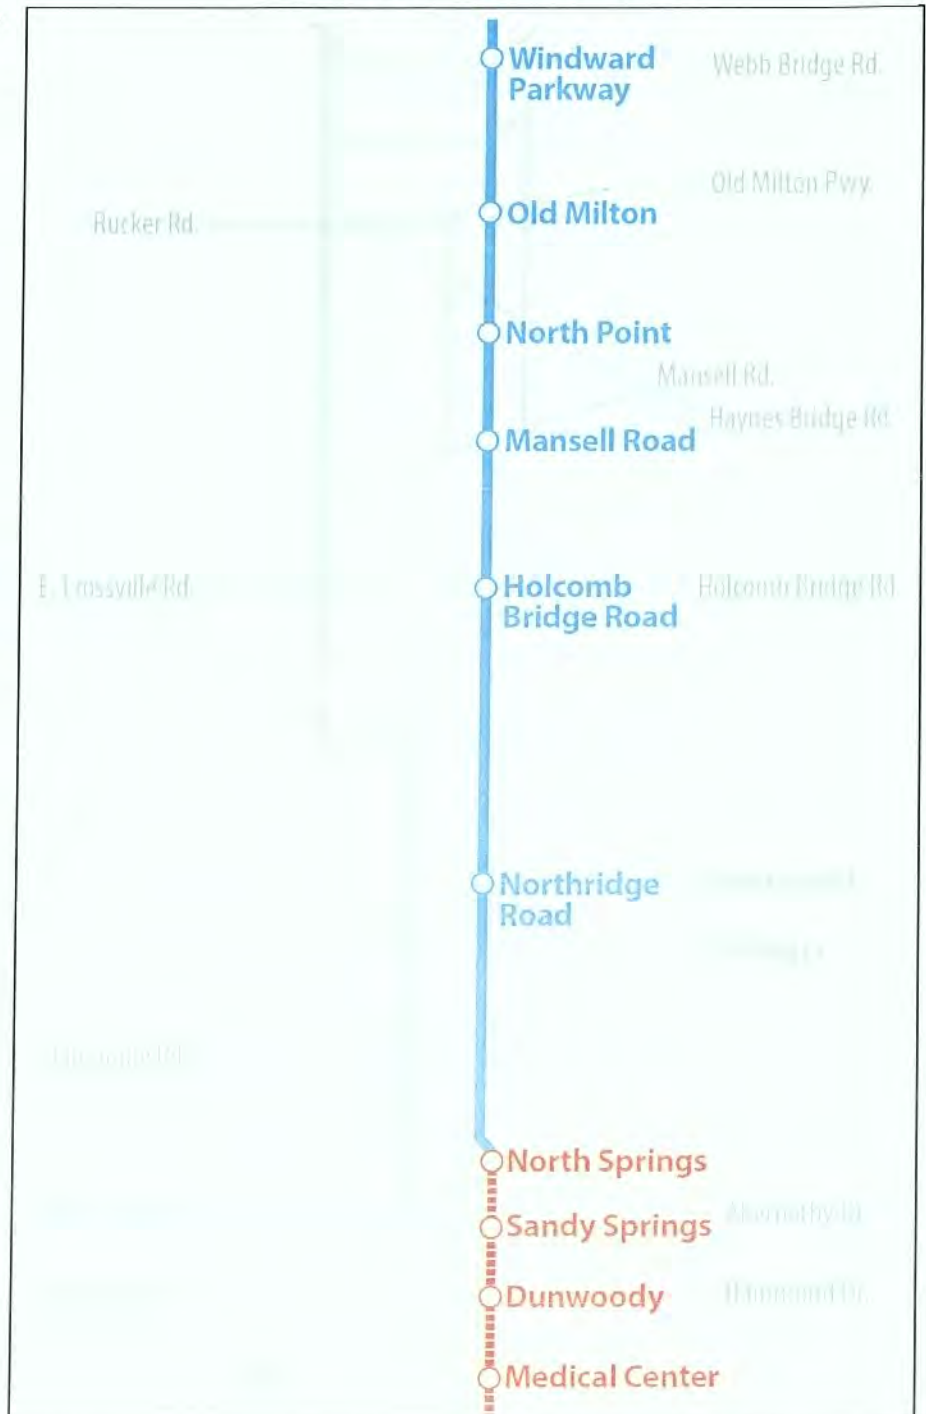 Windward
Parkway
Webb Bridge Rd.
Old Milton Pwy.
Rucker Rd.
Old Milton
North Point
Mansell Rd.
Haynes Bridge Rd.
Mansell Road
Rd.
Holcomb
Bridge Road
Holcomb Bridge Rd.
Northridge
Road
North Springs
Sandy Springs
Dunwoody
Medical Center